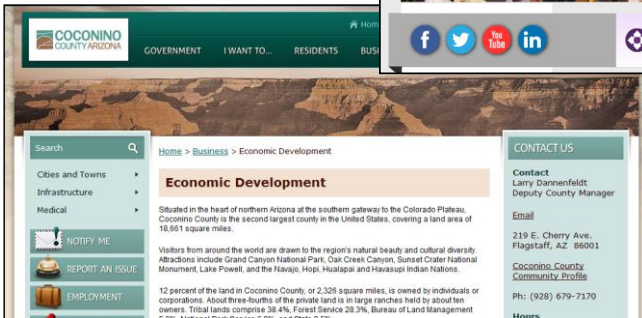 COCONINO
COUNTY ARIZONA
Hom
GOVERNMENT
I WANT TO...
RESIDENTS
BUSI
f
You
Tube
in
Search
Home > Business > Economic Development
CONTACT US
Cities and Towns
Infrastructure
Medical
NOTIFY ME
REPORT AN ISSUE
EMPLOYMENT
Economic Development
Situated in the heart of northern Arizona at the southern gateway to the Colorado Plateau,
Coconino County is the second largest county in the United States, covering a land area of
18,661 square miles.
Visitors from around the world are drawn to the region's natural beauty and cultural diversity.
Attractions include Grand Canyon National Park, Oak Creek Canyon, Sunset Crater National
Monument, Lake Powell, and the Navajo, Hopi, Hualapai and Havasupi Indian Nations.
12 percent of the land in Coconino County, or 2,326 square miles, is owned by individuals or
corporations. About three-fourths of the private land is in large ranches held by about ten
owners. Tribal lands comprise 38.4%, Forest Service 28.3%, Bureau of Land Management
Contact
Larry Dannenfeldt
Deputy County Manager
Email
219 E. Cherry Ave.
Flagstaff, AZ 86001
Coconino County
Community Profile
Ph: (928) 679-7170
Hours